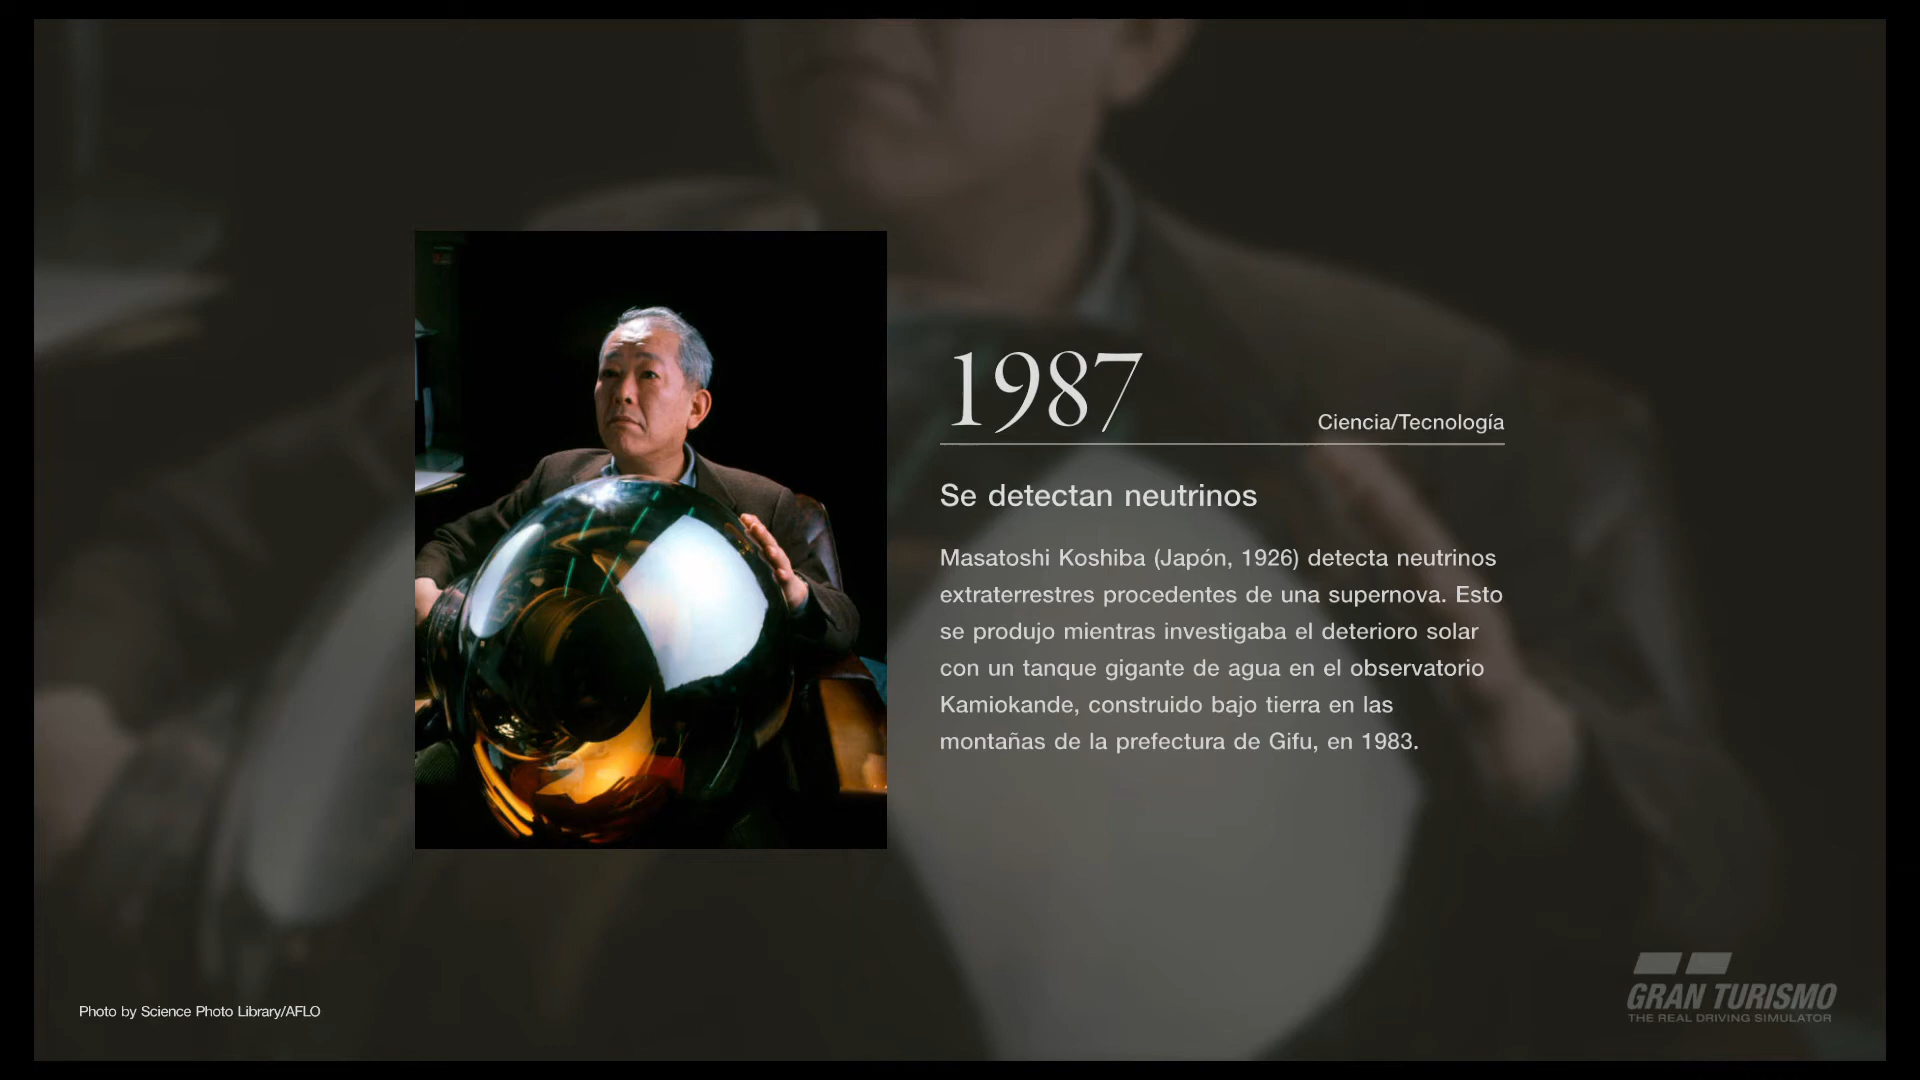 1987
Ciencia/Tecnología
Se detectan neutrinos
Masatoshi Koshiba (Japón, 1926) detecta neutrinos
extraterrestres procedentes de una supernova. Esto
se produjo mientras investigaba el deterioro solar
con un tanque gigante de agua en el observatorio
Kamiokande, construido bajo tierra en las
montañas de la prefectura de Gifu, en 1983.
Photo by Science Photo Library/AFLO
GRAN TURISMO
THE REAL DRIVING SIMULATOR